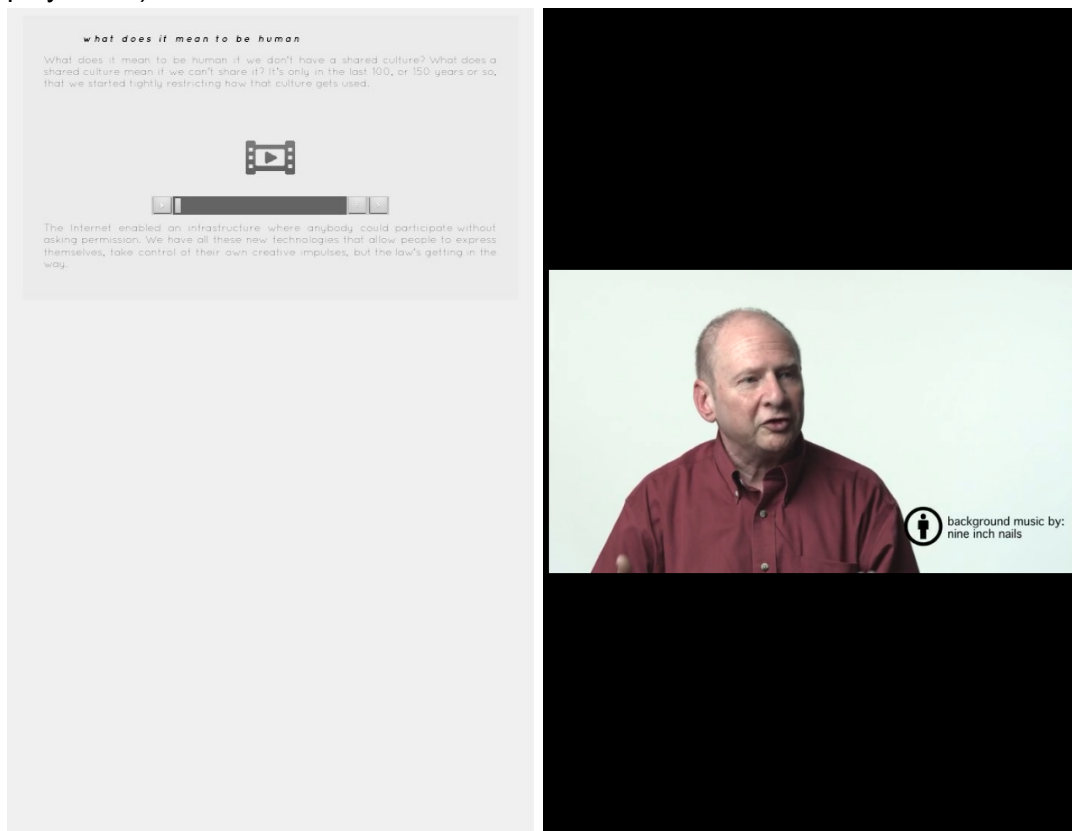 what does it mean to be human
What does it mean to be human if we don't have a shared culture? What does a
shared culture mean if we can't share it? It's only in the last 100, or 150 years or so,
that we started tightly restricting how that culture gets used.
The Internet enabled an infrastructure where anybody could participate without
asking permission. We have all these new technologies that allow people to express
themselves, take control of their own creative impulses, but the law's getting in the
way.
background music by:
nine inch nails